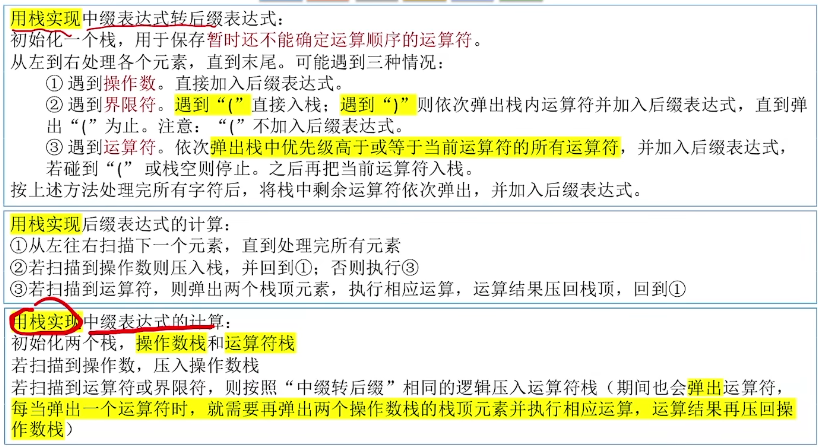 用栈实现中缀表达式转后缀表达式：
初始化一个栈，用于保存暂时还不能确定运算顺序的运算符。
从左到右处理各个元素，直到末尾。可能遇到三种情况：
① 遇到操作数。直接加入后缀表达式。
② 遇到界限符。遇到“(”直接入栈；遇到“)”则依次弹出栈内运算符并加入后缀表达式，直到弹
出“(”为止。注意：“(”不加入后缀表达式。
③ 遇到运算符。依次弹出栈中优先级高于或等于当前运算符的所有运算符，并加入后缀表达式，
若碰到“(” 或栈空则停止。之后再把当前运算符入栈。
按上述方法处理完所有字符后，将栈中剩余运算符依次弹出，并加入后缀表达式。
用栈实现后缀表达式的计算：
①从左往右扫描下一个元素，直到处理完所有元素
②若扫描到操作数则压入栈，并回到①；否则执行③
③若扫描到运算符，则弹出两个栈顶元素，执行相应运算，运算结果压回栈顶，回到①
用栈实现中缀表达式的计算：
初始化两个栈，操作数栈和运算符栈
若扫描到操作数，压入操作数栈
若扫描到运算符或界限符，则按照“中缀转后缀”相同的逻辑压入运算符栈（期间也会弹出运算符，
每当弹出一个运算符时，就需要再弹出两个操作数栈的栈顶元素并执行相应运算，运算结果再压回操
作数栈）